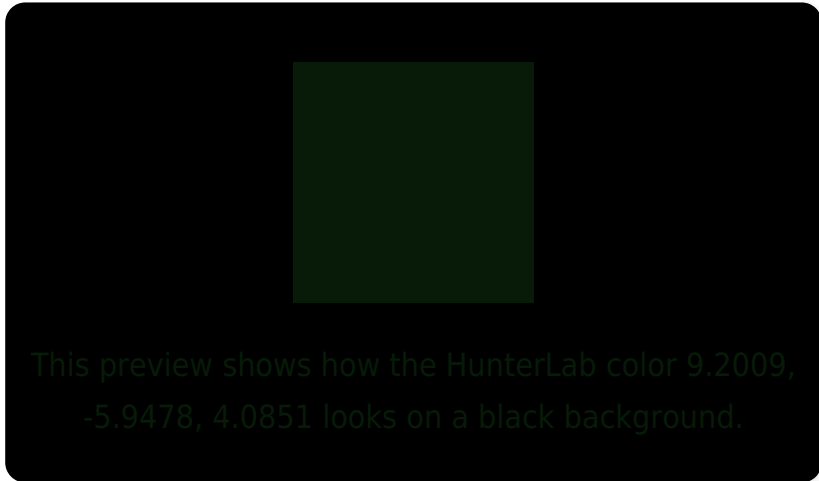 This preview shows how the HunterLab color 9.2009,
-5.9478, 4.0851 looks on a black background.